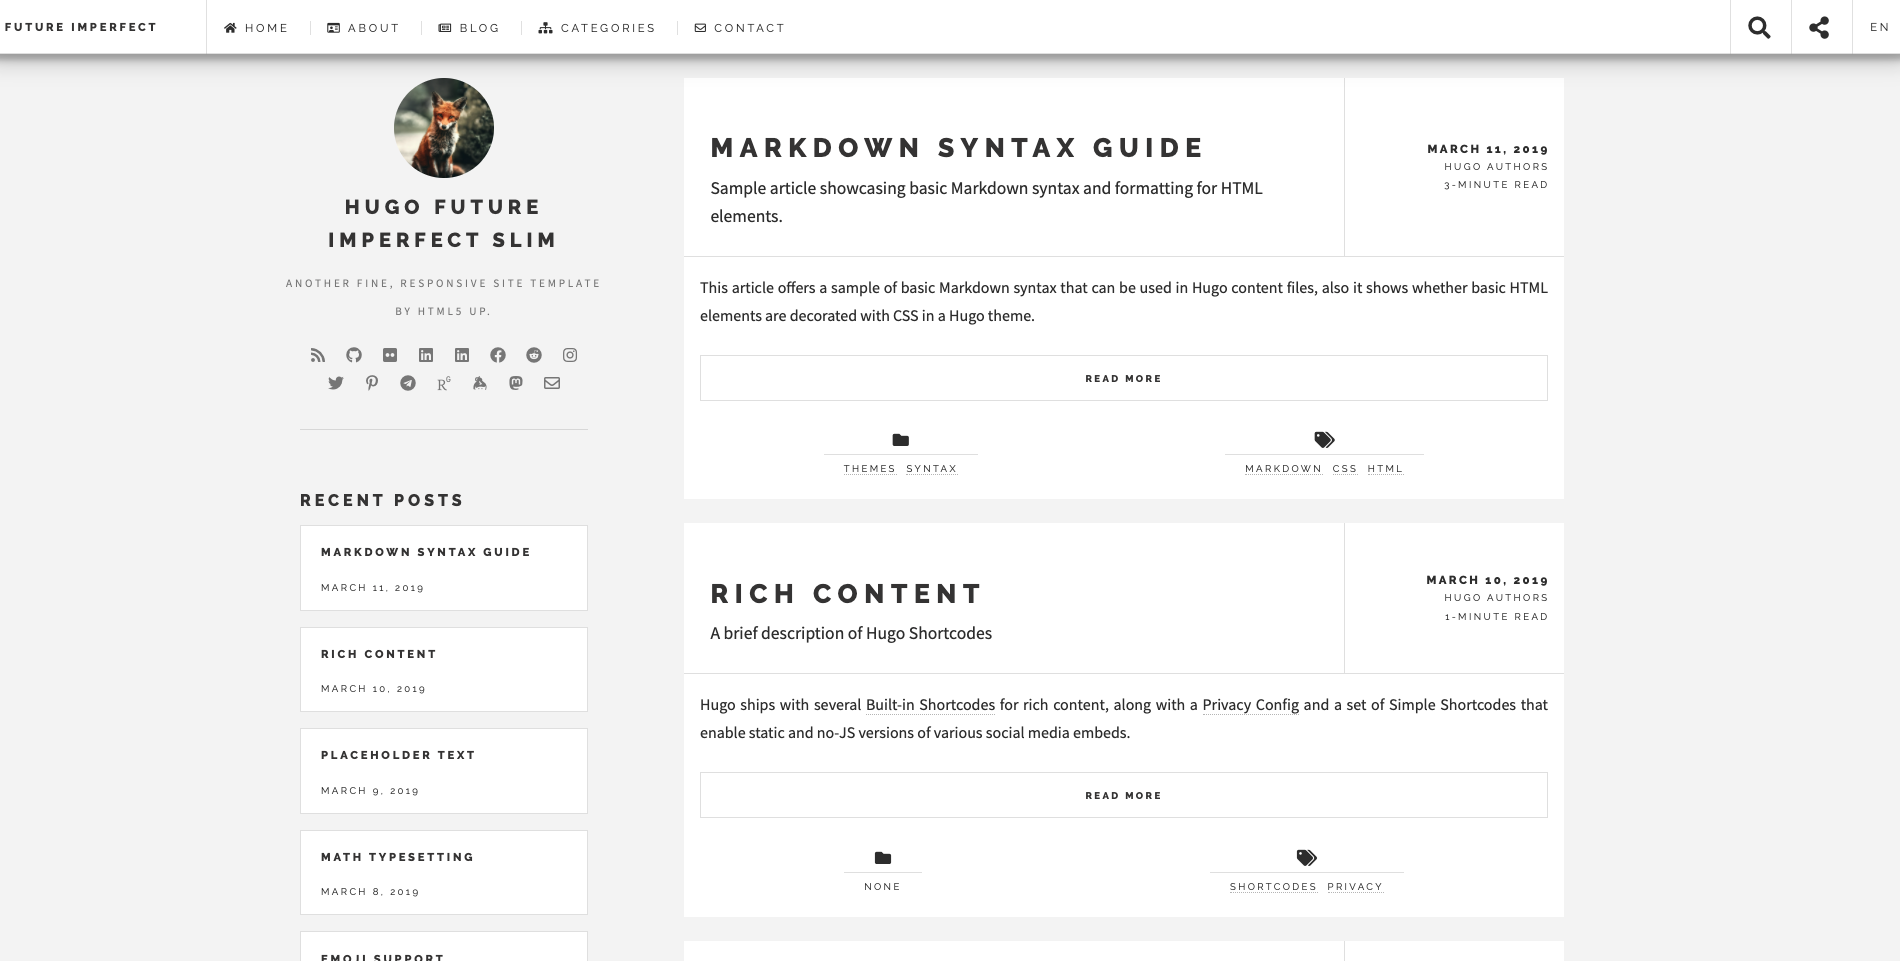 FUTURE IMPERFECT
HOME
ABOUT
BLOG
CATEGORIES
CONTACT
EN
HUGO FUTURE
IMPERFECT SLIM
ANOTHER FINE, RESPONSIVE SITE TEMPLATE
BY HTML5 UP.
RG
RECENT POSTS
MARKDOWN SYNTAX GUIDE
MARCH 11, 2019
RICH CONTENT
MARCH 10, 2019
PLACEHOLDER TEXT
MARCH 9, 2019
MATH TYPESETTING
MARCH 8, 2019
EMOJI SUPPORT
MARKDOWN SYNTAX GUIDE
Sample article showcasing basic Markdown syntax and formatting for HTML
elements.
MARCH 11, 2019
HUGO AUTHORS
3-MINUTE READ
This article offers a sample of basic Markdown syntax that can be used in Hugo content files, also it shows whether basic HTML
elements are decorated with CSS in a Hugo theme.
READ MORE
THEMES SYNTAX
MARKDOWN CSS HTML
RICH CONTENT
A brief description of Hugo Shortcodes
MARCH 10, 2019
HUGO AUTHORS
1-MINUTE READ
Hugo ships with several Built-in Shortcodes for rich content, along with a Privacy Config and a set of Simple Shortcodes that
enable static and no-JS versions of various social media embeds.
READ MORE
NONE
SHORTCODES PRIVACY